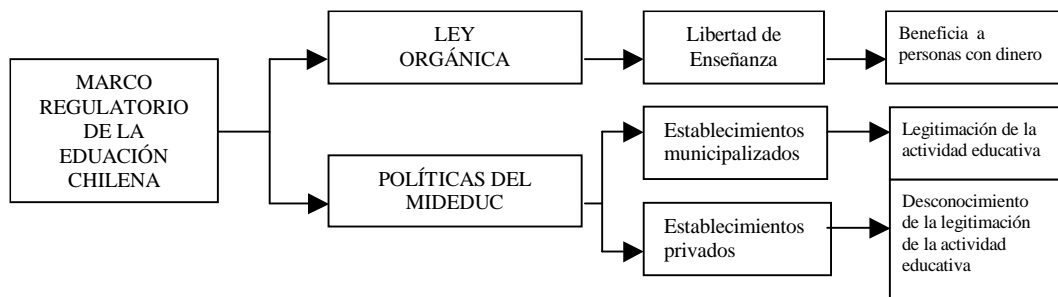 MARCO
REGULATORIO
DE LA
EDUACIÓN
CHILENA
LEY
ORGÁNICA
Libertad de
Enseñanza
Beneficia a
personas con dinero
POLÍTICAS DEL
MIDEDUC
Establecimientos
municipalizados
Legitimación de la
actividad educativa
Establecimientos
privados
Desconocimiento
de la legitimación
de la actividad
educativa